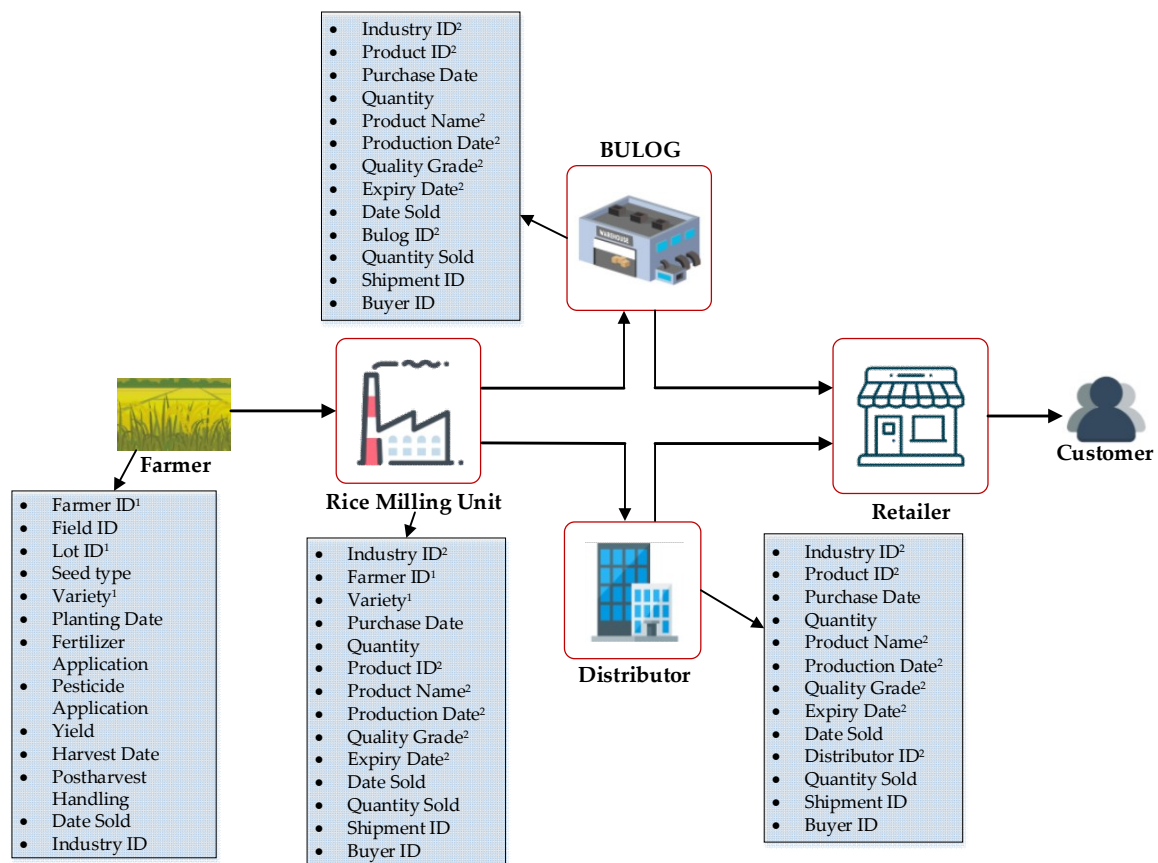 • Industry ID²
• Product ID²
• Purchase Date
• Quantity
• Product Name²
• Production Date²
• Quality Grade²
• Expiry Date²
• Date Sold
• Bulog ID²
• Quantity Sold
• Shipment ID
• Buyer ID
BULOG
WAREHOUSE
Farmer
Rice Milling Unit
Retailer
Customer
Distributor
• Farmer ID¹
• Field ID
• Lot ID¹
• Seed type
• Variety¹
• Planting Date
• Fertilizer
Application
• Pesticide
Application
• Yield
• Harvest Date
• Postharvest
Handling
• Date Sold
• Industry ID
• Industry ID²
• Farmer ID¹
• Variety¹
• Purchase Date
• Quantity
• Product ID²
• Product Name²
• Production Date²
• Quality Grade²
• Expiry Date²
• Date Sold
• Quantity Sold
• Shipment ID
• Buyer ID
• Industry ID²
• Product ID²
• Purchase Date
• Quantity
• Product Name²
• Production Date²
• Quality Grade²
• Expiry Date²
• Date Sold
• Distributor ID²
• Quantity Sold
• Shipment ID
• Buyer ID